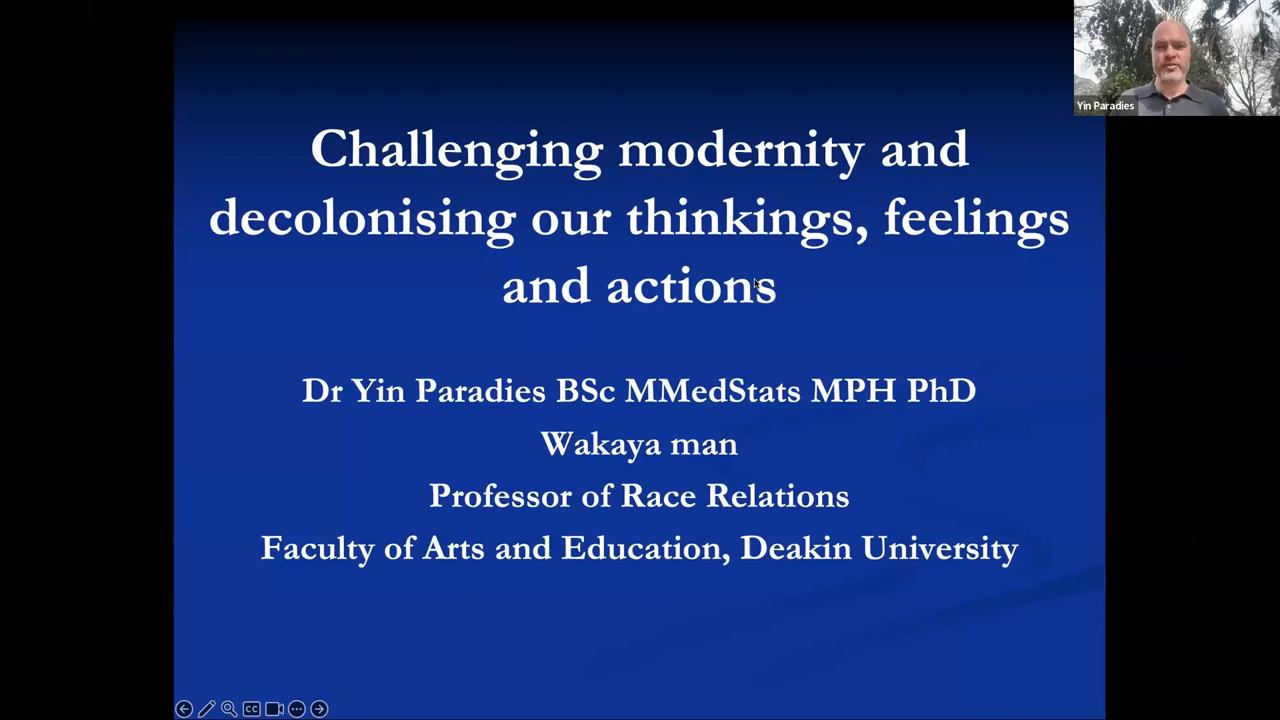 Challenging modernity and
decolonising our thinkings, feelings
and actions
Dr Yin Paradies BSc MMedStats MPH PhD
Wakaya man
Professor of Race Relations
Faculty of Arts and Education, Deakin University
Yin Paradies
CC